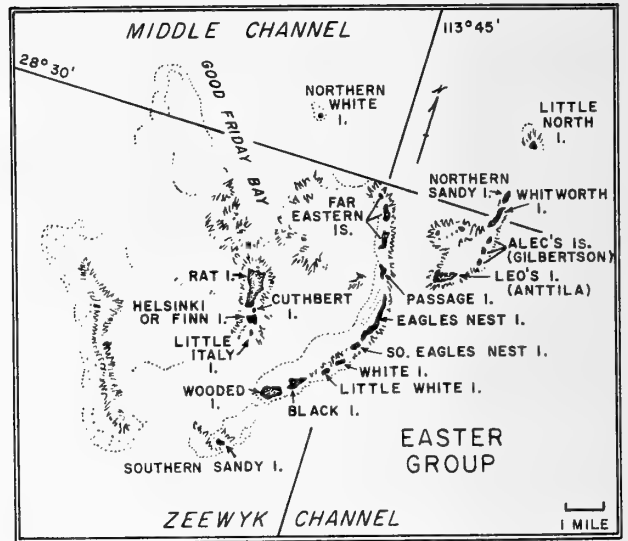 MIDDLE CHANNEL
113°45'
28°30'
GOOD FRIDAY BAY
NORTHERN
WHITE
I.
LITTLE
NORTH
I.
N
NORTHERN
SANDY I.
WHITWORTH
I.
FAR
EASTERN
IS.
ALEC'S IS.
(GILBERTSON)
RAT I.
LEO'S I.
(ANTTILA)
CUTHBERT
I.
PASSAGE I.
HELSINKI
OR FINN I.
EAGLES NEST I.
LITTLE
ITALY
I.
SO. EAGLES NEST I.
WHITE I.
WOODED
I.
LITTLE WHITE I.
BLACK I.
EASTER
GROUP
SOUTHERN SANDY I.
ZEEWYK CHANNEL
1 MILE